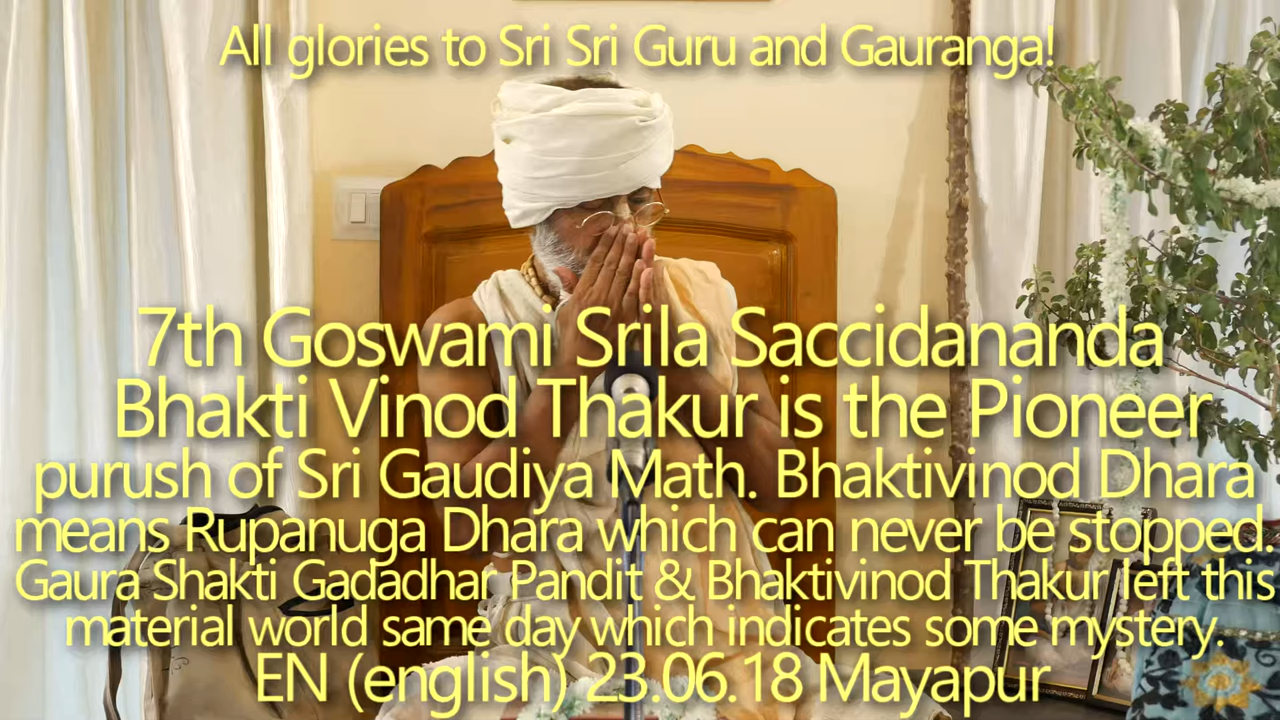 All glories to Sri Sri Guru and Gauranga!
7th Goswami Srila Saccidananda
Bhakti Vinod Thakur is the Pioneer
purush of Sri Gaudiya Math. Bhaktivinod Dhara
means Rupanuga Dhara which can never be stopped.
Gaura Shakti Gadadhar Pandit & Bhaktivinod Thakur left this
material world same day which indicates some mystery.
EN (english) 23.06.18 Mayapur